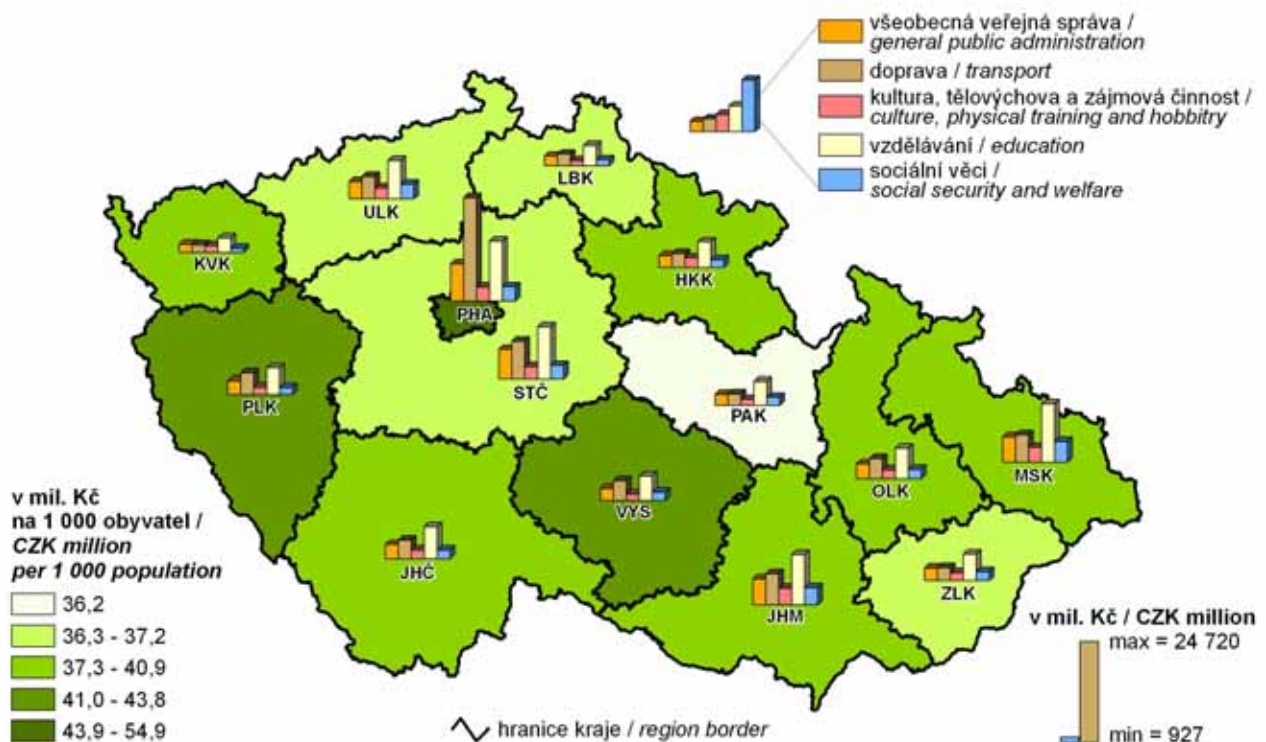 všeobecná veřejná správa /
general public administration
doprava / transport
kultura, tělovýchova a zájmová činnost /
culture, physical training and hobbitry
vzdělávání / education
sociální věci /
social security and welfare
LBK
ULK
KVK
HKK
PHA
STČ
PLK
PAK
OLK
MSK
VYS
JHČ
JHM
ZLK
v mil. Kč
na 1 000 obyvatel /
CZK million
per 1 000 population
36,2
36,3 - 37,2
37,3 - 40,9
41,0 - 43,8
43,9 - 54,9
hranice kraje / region border
v mil. Kč / CZK million
max = 24 720
min = 927